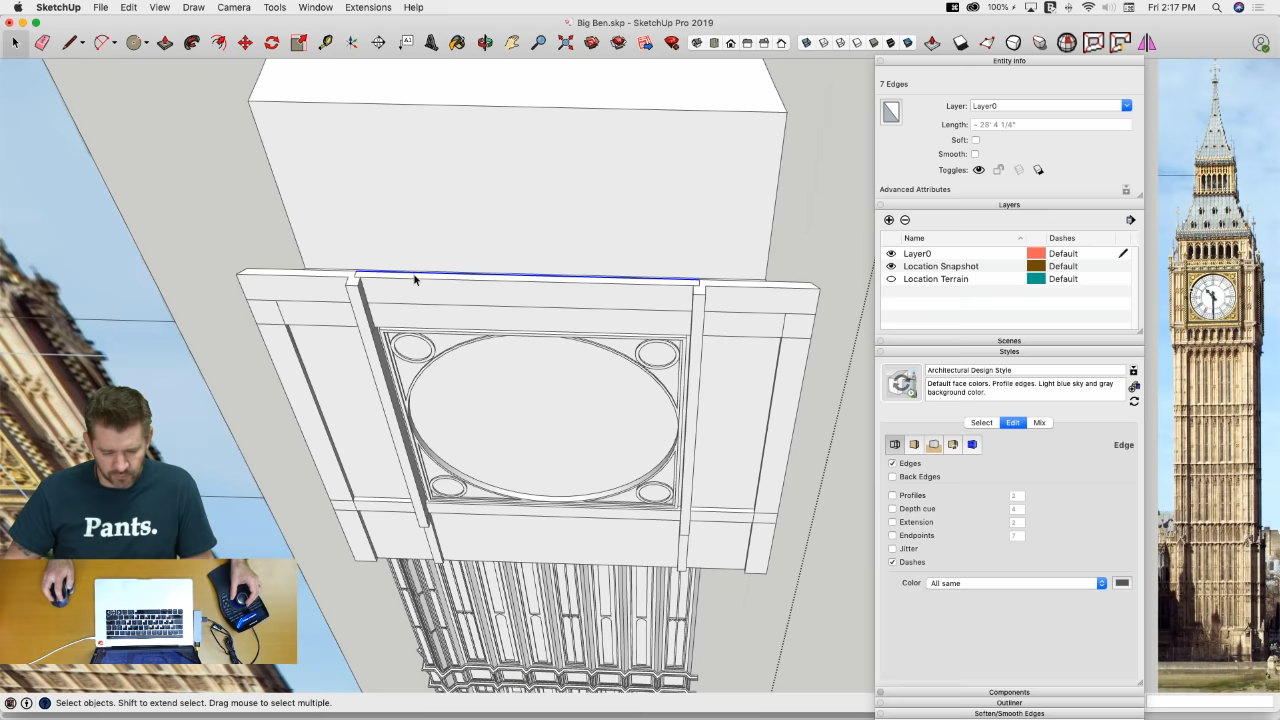 SketchUp File Edit View Draw Camera Tools Window Extensions Help 100% Fri 2:17 PM
Big Ben.skp - SketchUp Pro 2019
Entity Info
7 Edges
Layer: Layer0
Length: ~ 28' 4 1/4"
Soft:
Smooth:
Toggles:
Advanced Attributes
Layers
Name Dashes
Layer0 Default
Location Snapshot Default
Location Terrain Default
Scenes
Styles
Architectural Design Style
Default face colors. Profile edges. Light blue sky and gray
background color.
Select Edit Mix
Edge
Edges
Back Edges
Profiles 2
Depth cue 4
Extension 2
Endpoints 7
Jitter
Dashes
Color All same
Pants.
Components
Outliner
Soften/Smooth Edges
Select objects. Shift to extend select. Drag mouse to select multiple.